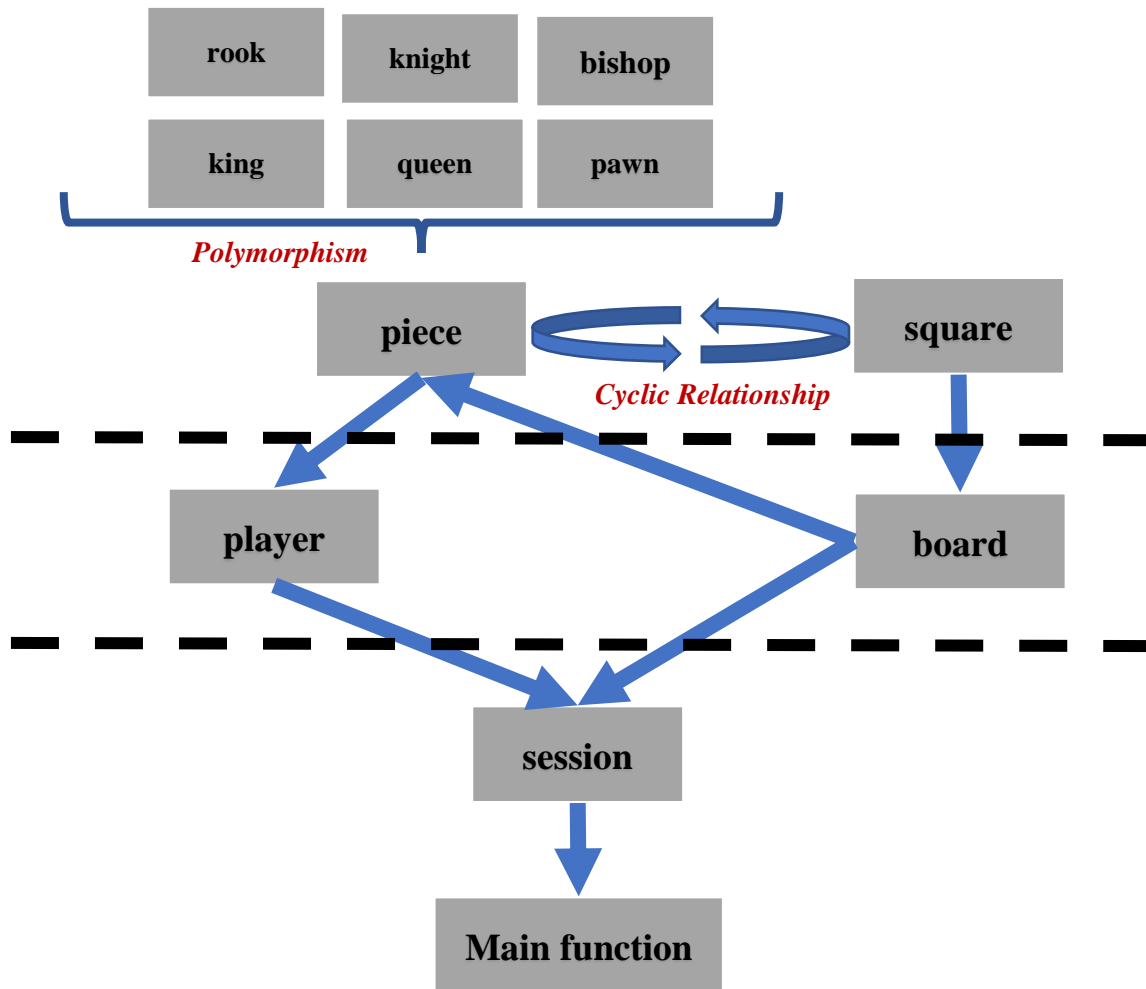 rook
knight
bishop
king
queen
pawn
Polymorphism
piece
square
Cyclic Relationship
player
board
session
Main function